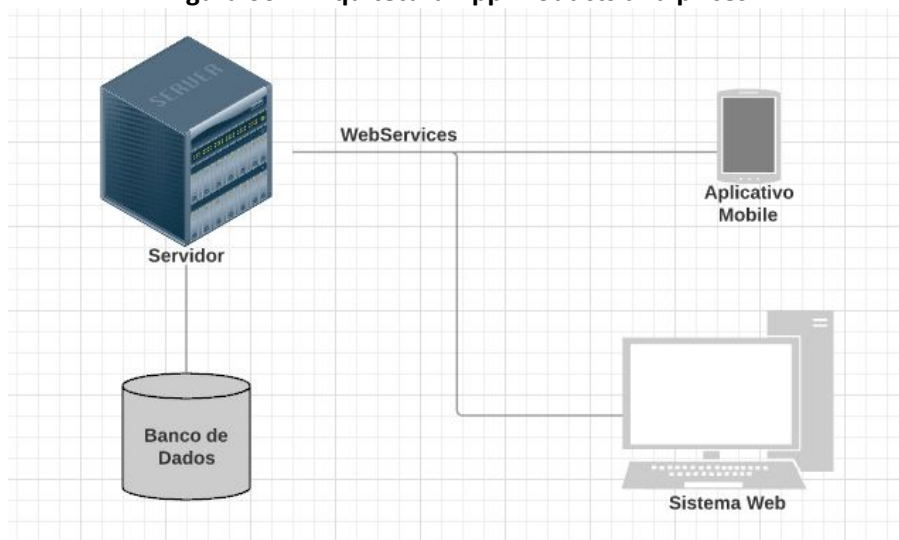 SERVER
WebServices
Aplicativo
Mobile
Servidor
Banco de
Dados
Sistema Web